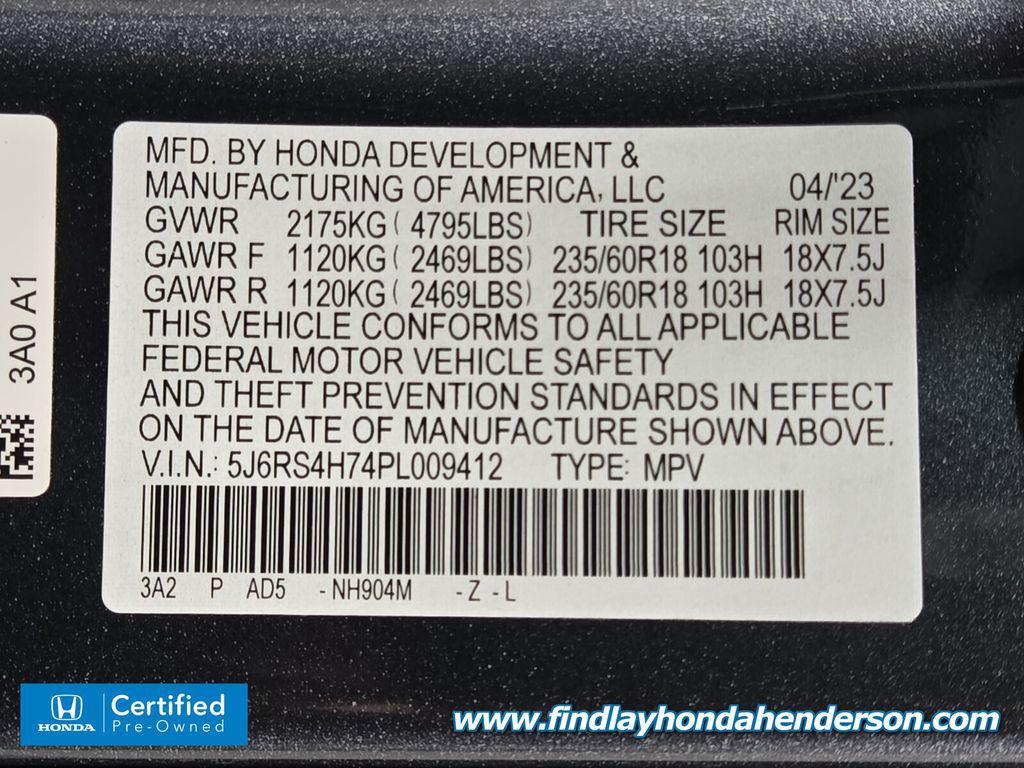 MFD. BY HONDA DEVELOPMENT &
MANUFACTURING OF AMERICA, LLC 04/'23
GVWR 2175KG ( 4795LBS) TIRE SIZE RIM SIZE
GAWR F 1120KG ( 2469LBS) 235/60R18 103H 18X7.5J
GAWR R 1120KG ( 2469LBS) 235/60R18 103H 18X7.5J
THIS VEHICLE CONFORMS TO ALL APPLICABLE
FEDERAL MOTOR VEHICLE SAFETY
AND THEFT PREVENTION STANDARDS IN EFFECT
ON THE DATE OF MANUFACTURE SHOWN ABOVE.
V.I.N.: 5J6RS4H74PL009412 TYPE: MPV
3A2 P AD5 - NH904M - Z - L
3A0 A1
HONDA
Certified
Pre-Owned
www.findlayhondahenderson.com